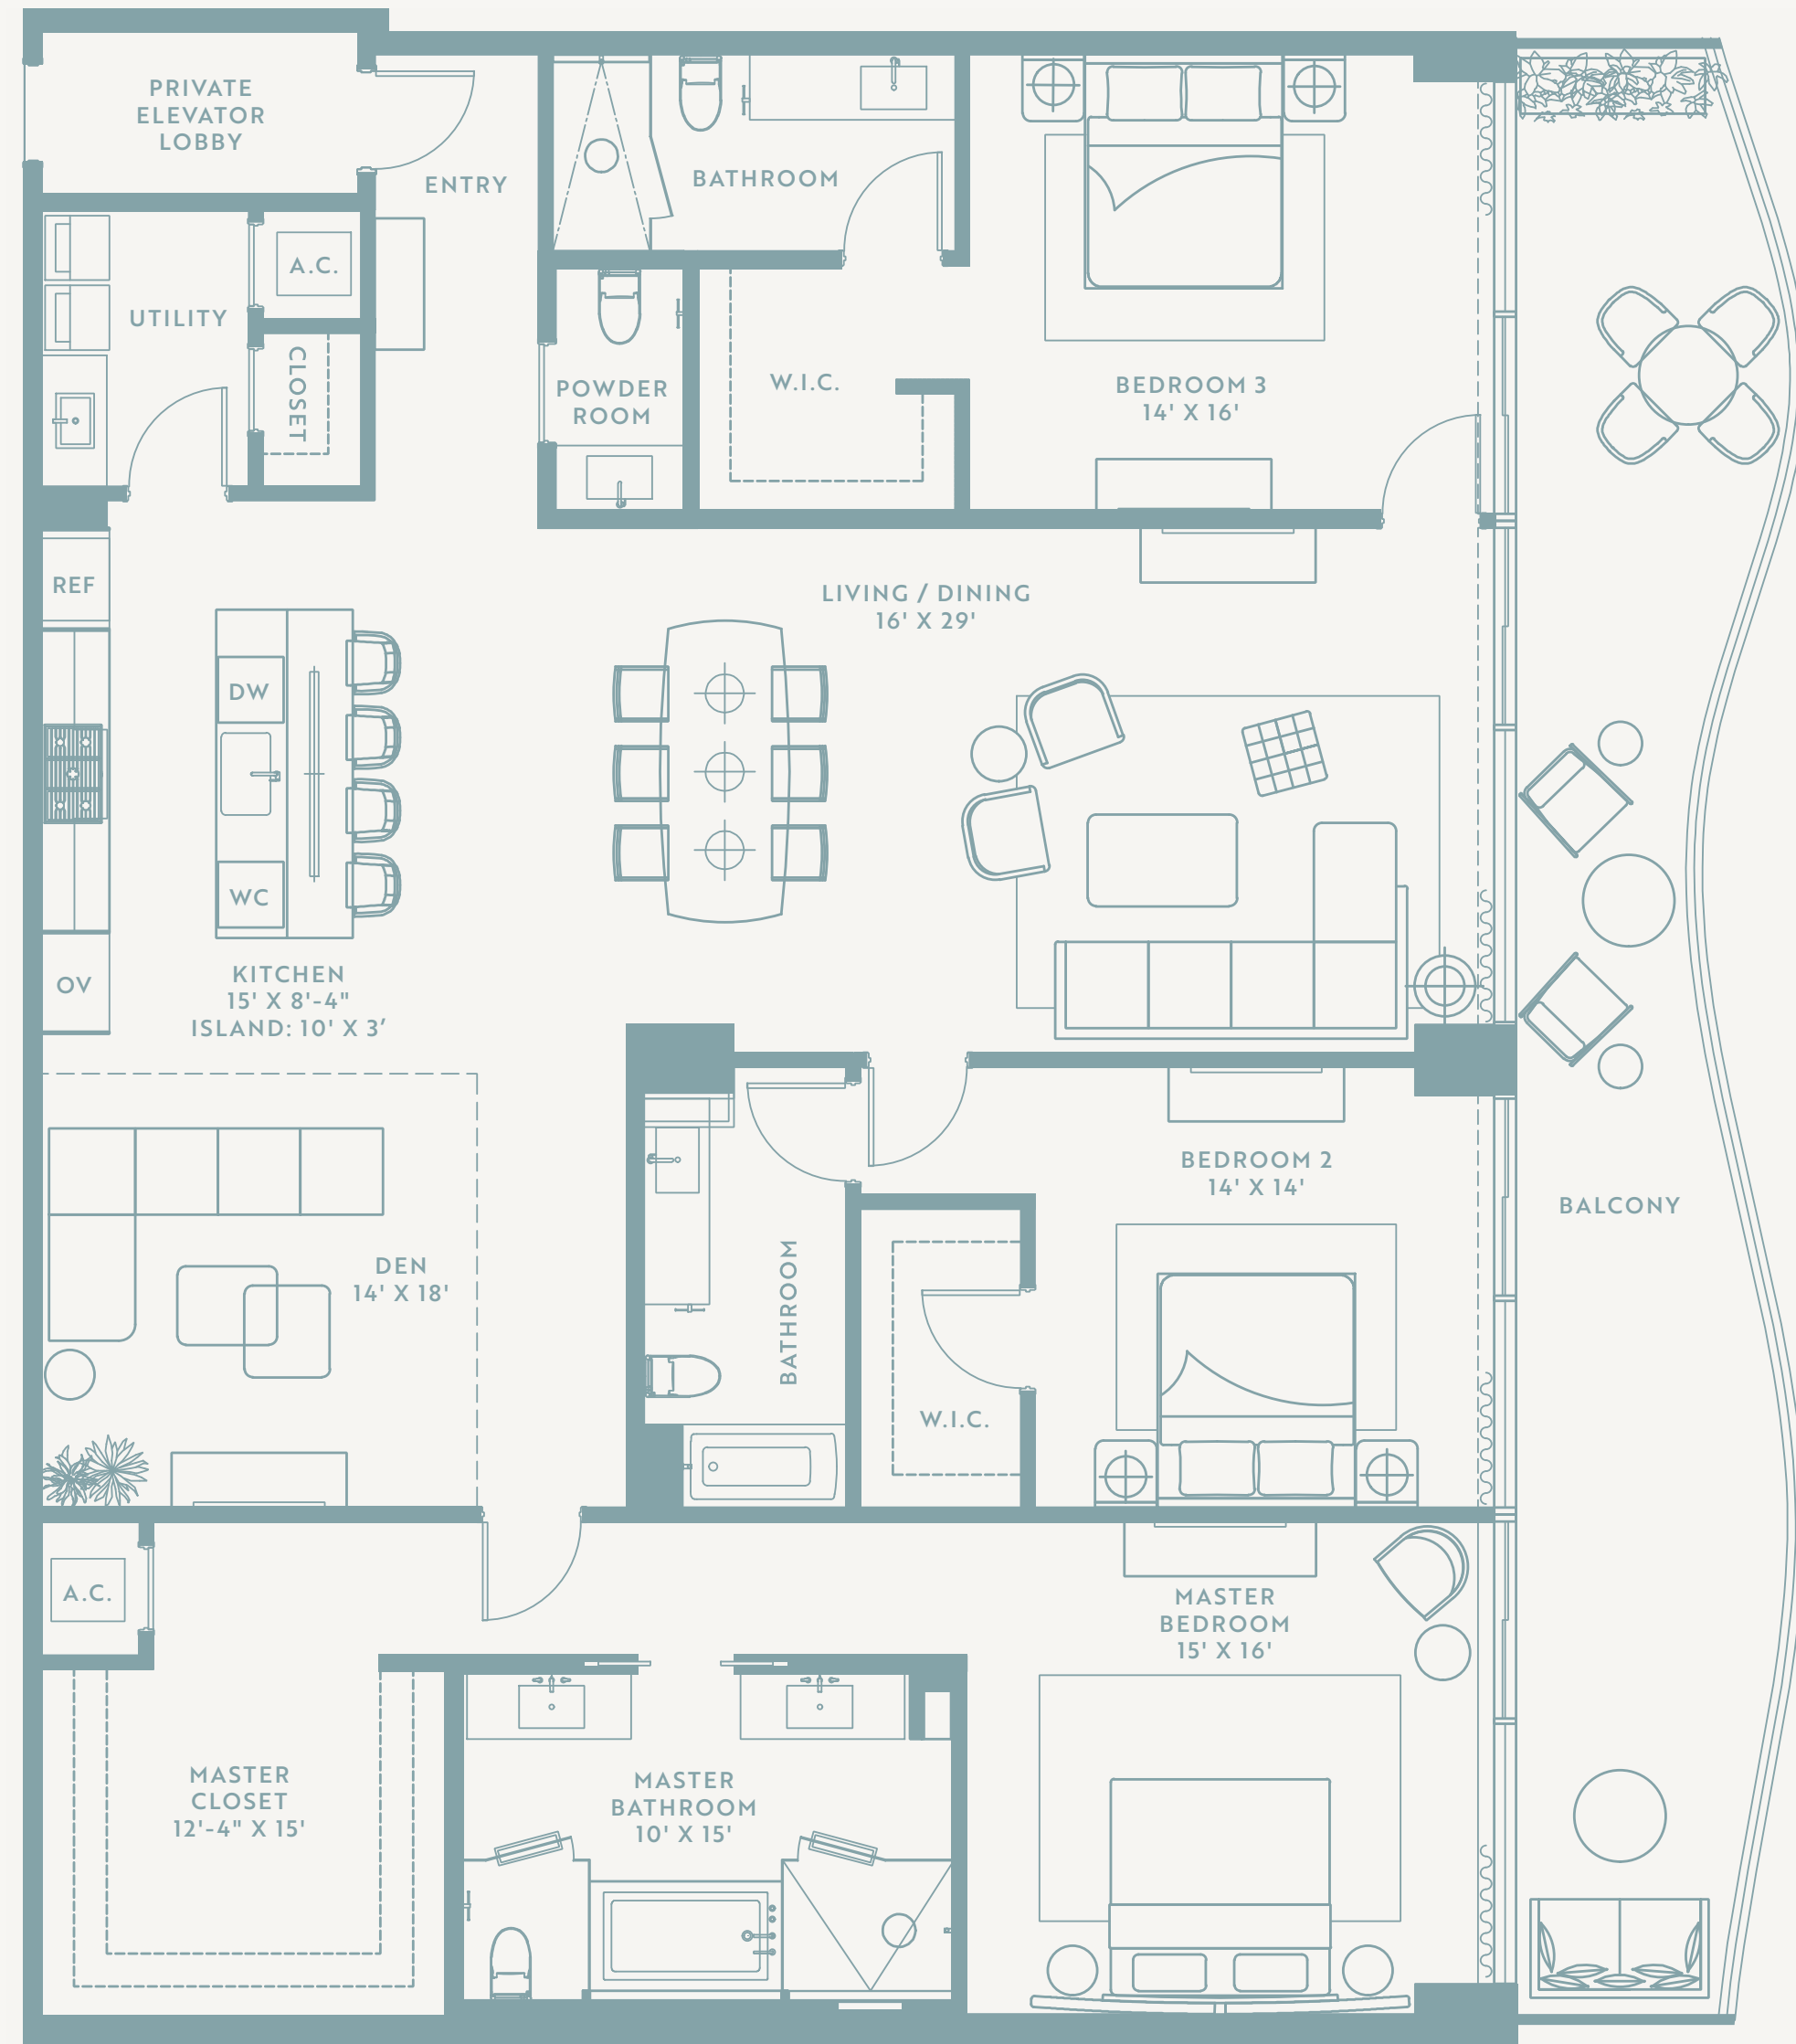 PRIVATE
ELEVATOR
LOBBY
ENTRY
BATHROOM
A.C.
UTILITY
CLOSET
POWDER
ROOM
W.I.C.
BEDROOM 3
14' X 16'
REF
LIVING / DINING
16' X 29'
DW
WC
OV
KITCHEN
15' X 8'-4"
ISLAND: 10' X 3’
BEDROOM 2
14' X 14'
BALCONY
DEN
14' X 18'
BATHROOM
W.I.C.
A.C.
MASTER
BEDROOM
15' X 16'
MASTER
CLOSET
12'-4" X 15'
MASTER
BATHROOM
10' X 15'